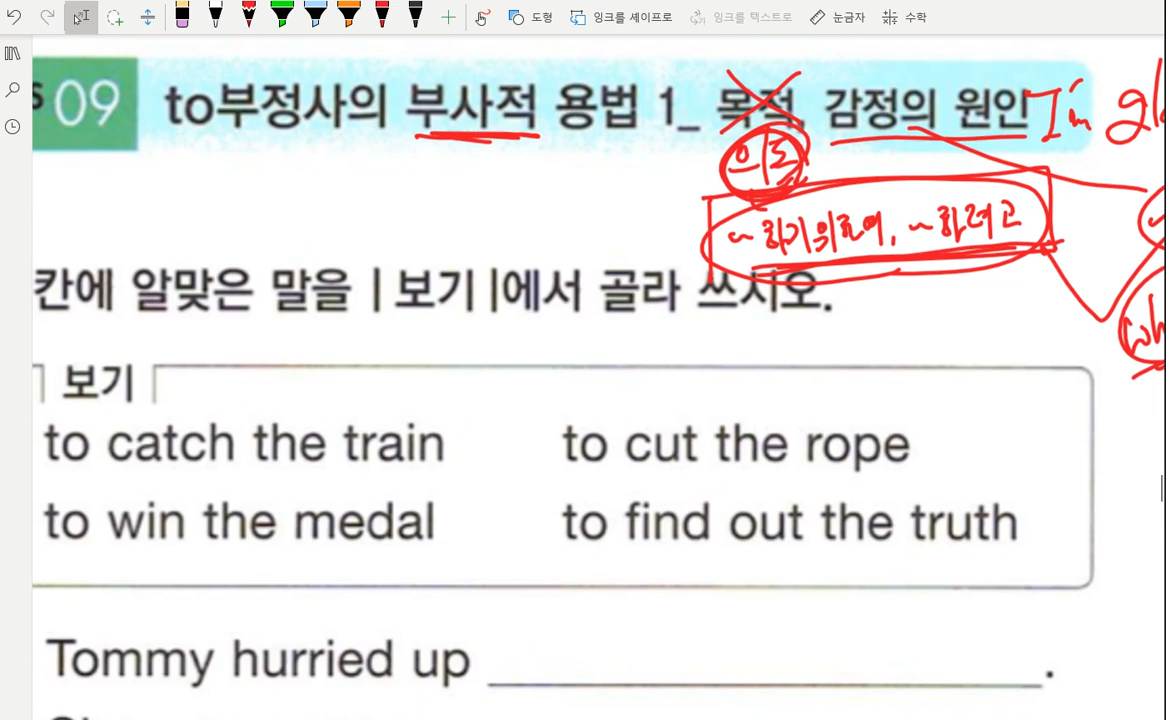 도형 잉크를 셰이프로 잉크를 텍스트로 눈금자 수학
09 to부정사의 부사적 용법 1_ 목적, 감정의 원인 I'm
의도
~하기 위하여, ~하려고
칸에 알맞은 말을 |보기|에서 골라 쓰시오.
보기
to catch the train to cut the rope
to win the medal to find out the truth
Tommy hurried up .